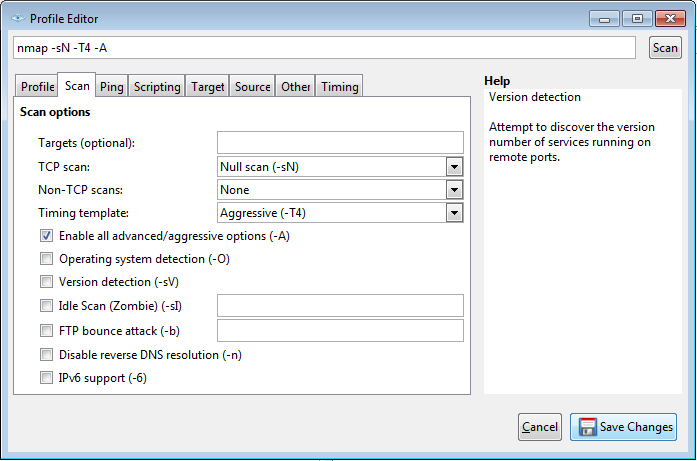 Profile Editor
nmap -sN -T4 -A
Scan
Profile Scan Ping Scripting Target Source Other Timing
Scan options
Targets (optional):
TCP scan: Null scan (-sN)
Non-TCP scans: None
Timing template: Aggressive (-T4)
Enable all advanced/aggressive options (-A)
Operating system detection (-O)
Version detection (-sV)
Idle Scan (Zombie) (-sI)
FTP bounce attack (-b)
Disable reverse DNS resolution (-n)
IPv6 support (-6)
Help
Version detection
Attempt to discover the version
number of services running on
remote ports.
Cancel
Save Changes